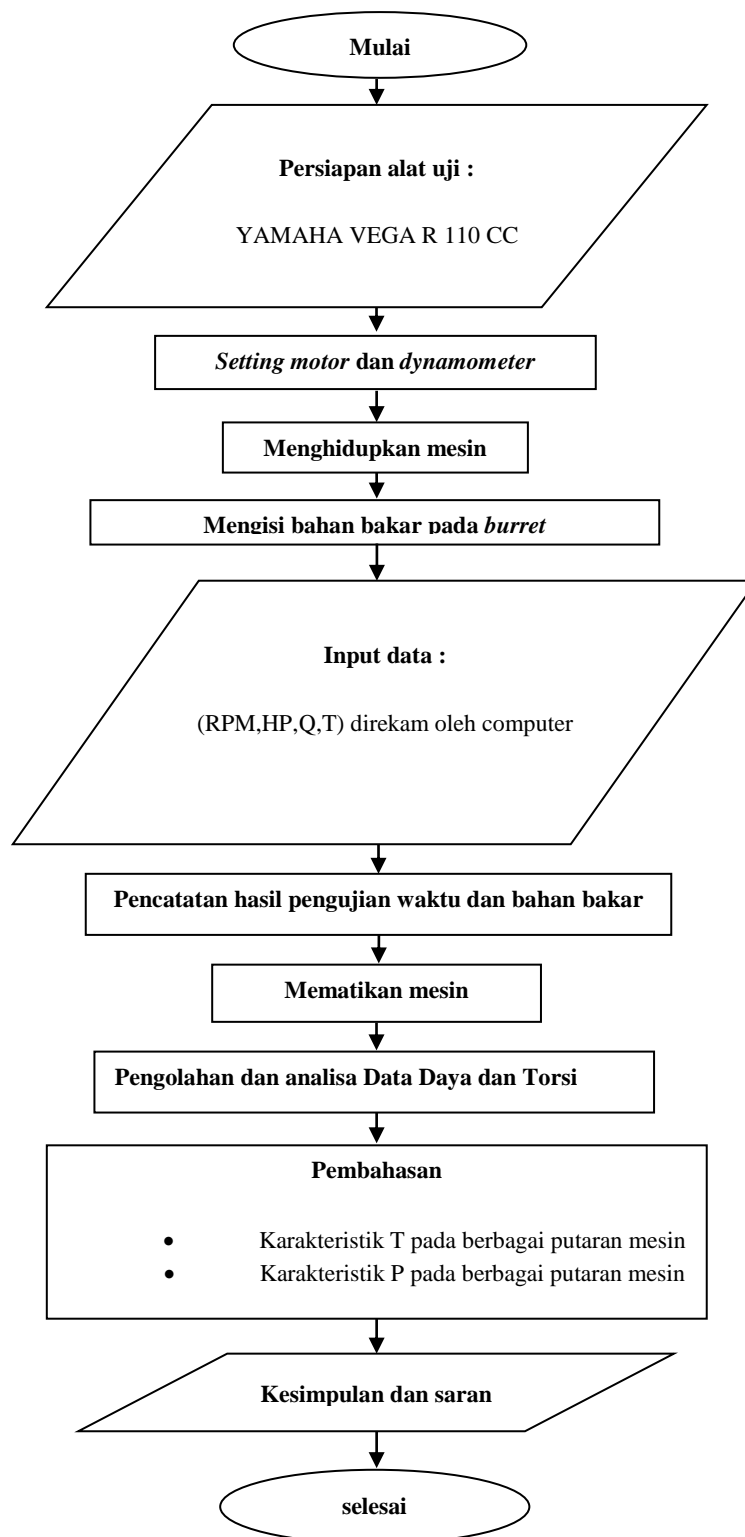 Mulai
Persiapan alat uji :
YAMAHA VEGA R 110 CC
Setting motor dan dynamometer
Menghidupkan mesin
Mengisi bahan bakar pada burret
Input data :
(RPM,HP,Q,T) direkam oleh computer
Pencatatan hasil pengujian waktu dan bahan bakar
Mematikan mesin
Pengolahan dan analisa Data Daya dan Torsi
Pembahasan
• Karakteristik T pada berbagai putaran mesin
• Karakteristik P pada berbagai putaran mesin
Kesimpulan dan saran
selesai